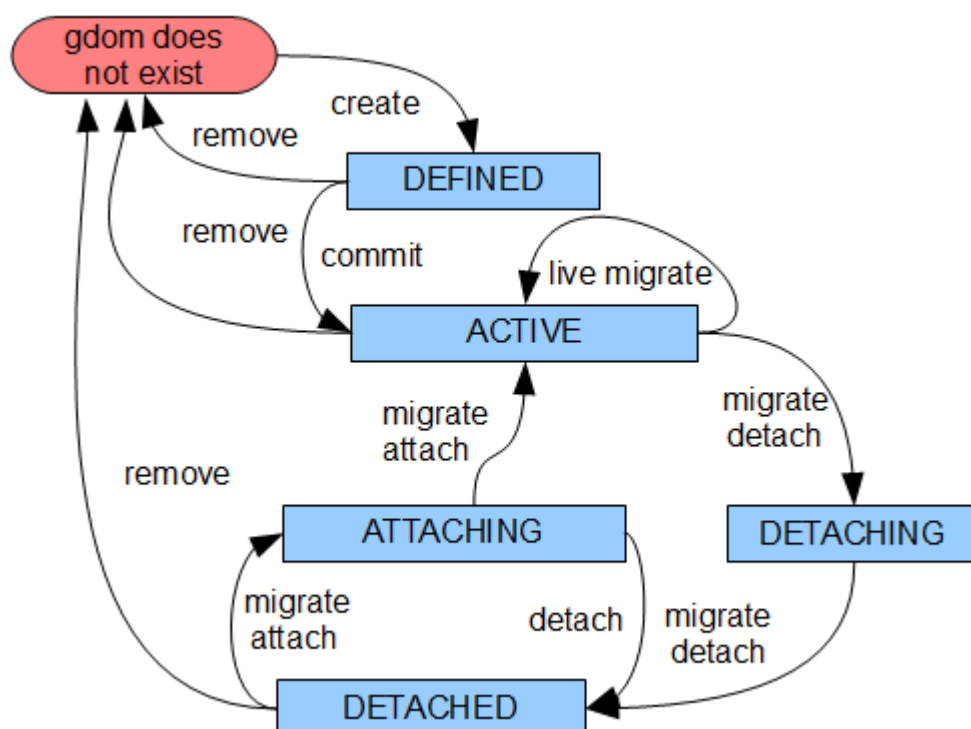 gdom does
not exist
create
remove
DEFINED
remove
commit
live migrate
ACTIVE
migrate
attach
migrate
detach
remove
ATTACHING
DETACHING
migrate
attach
detach
migrate
detach
DETACHED